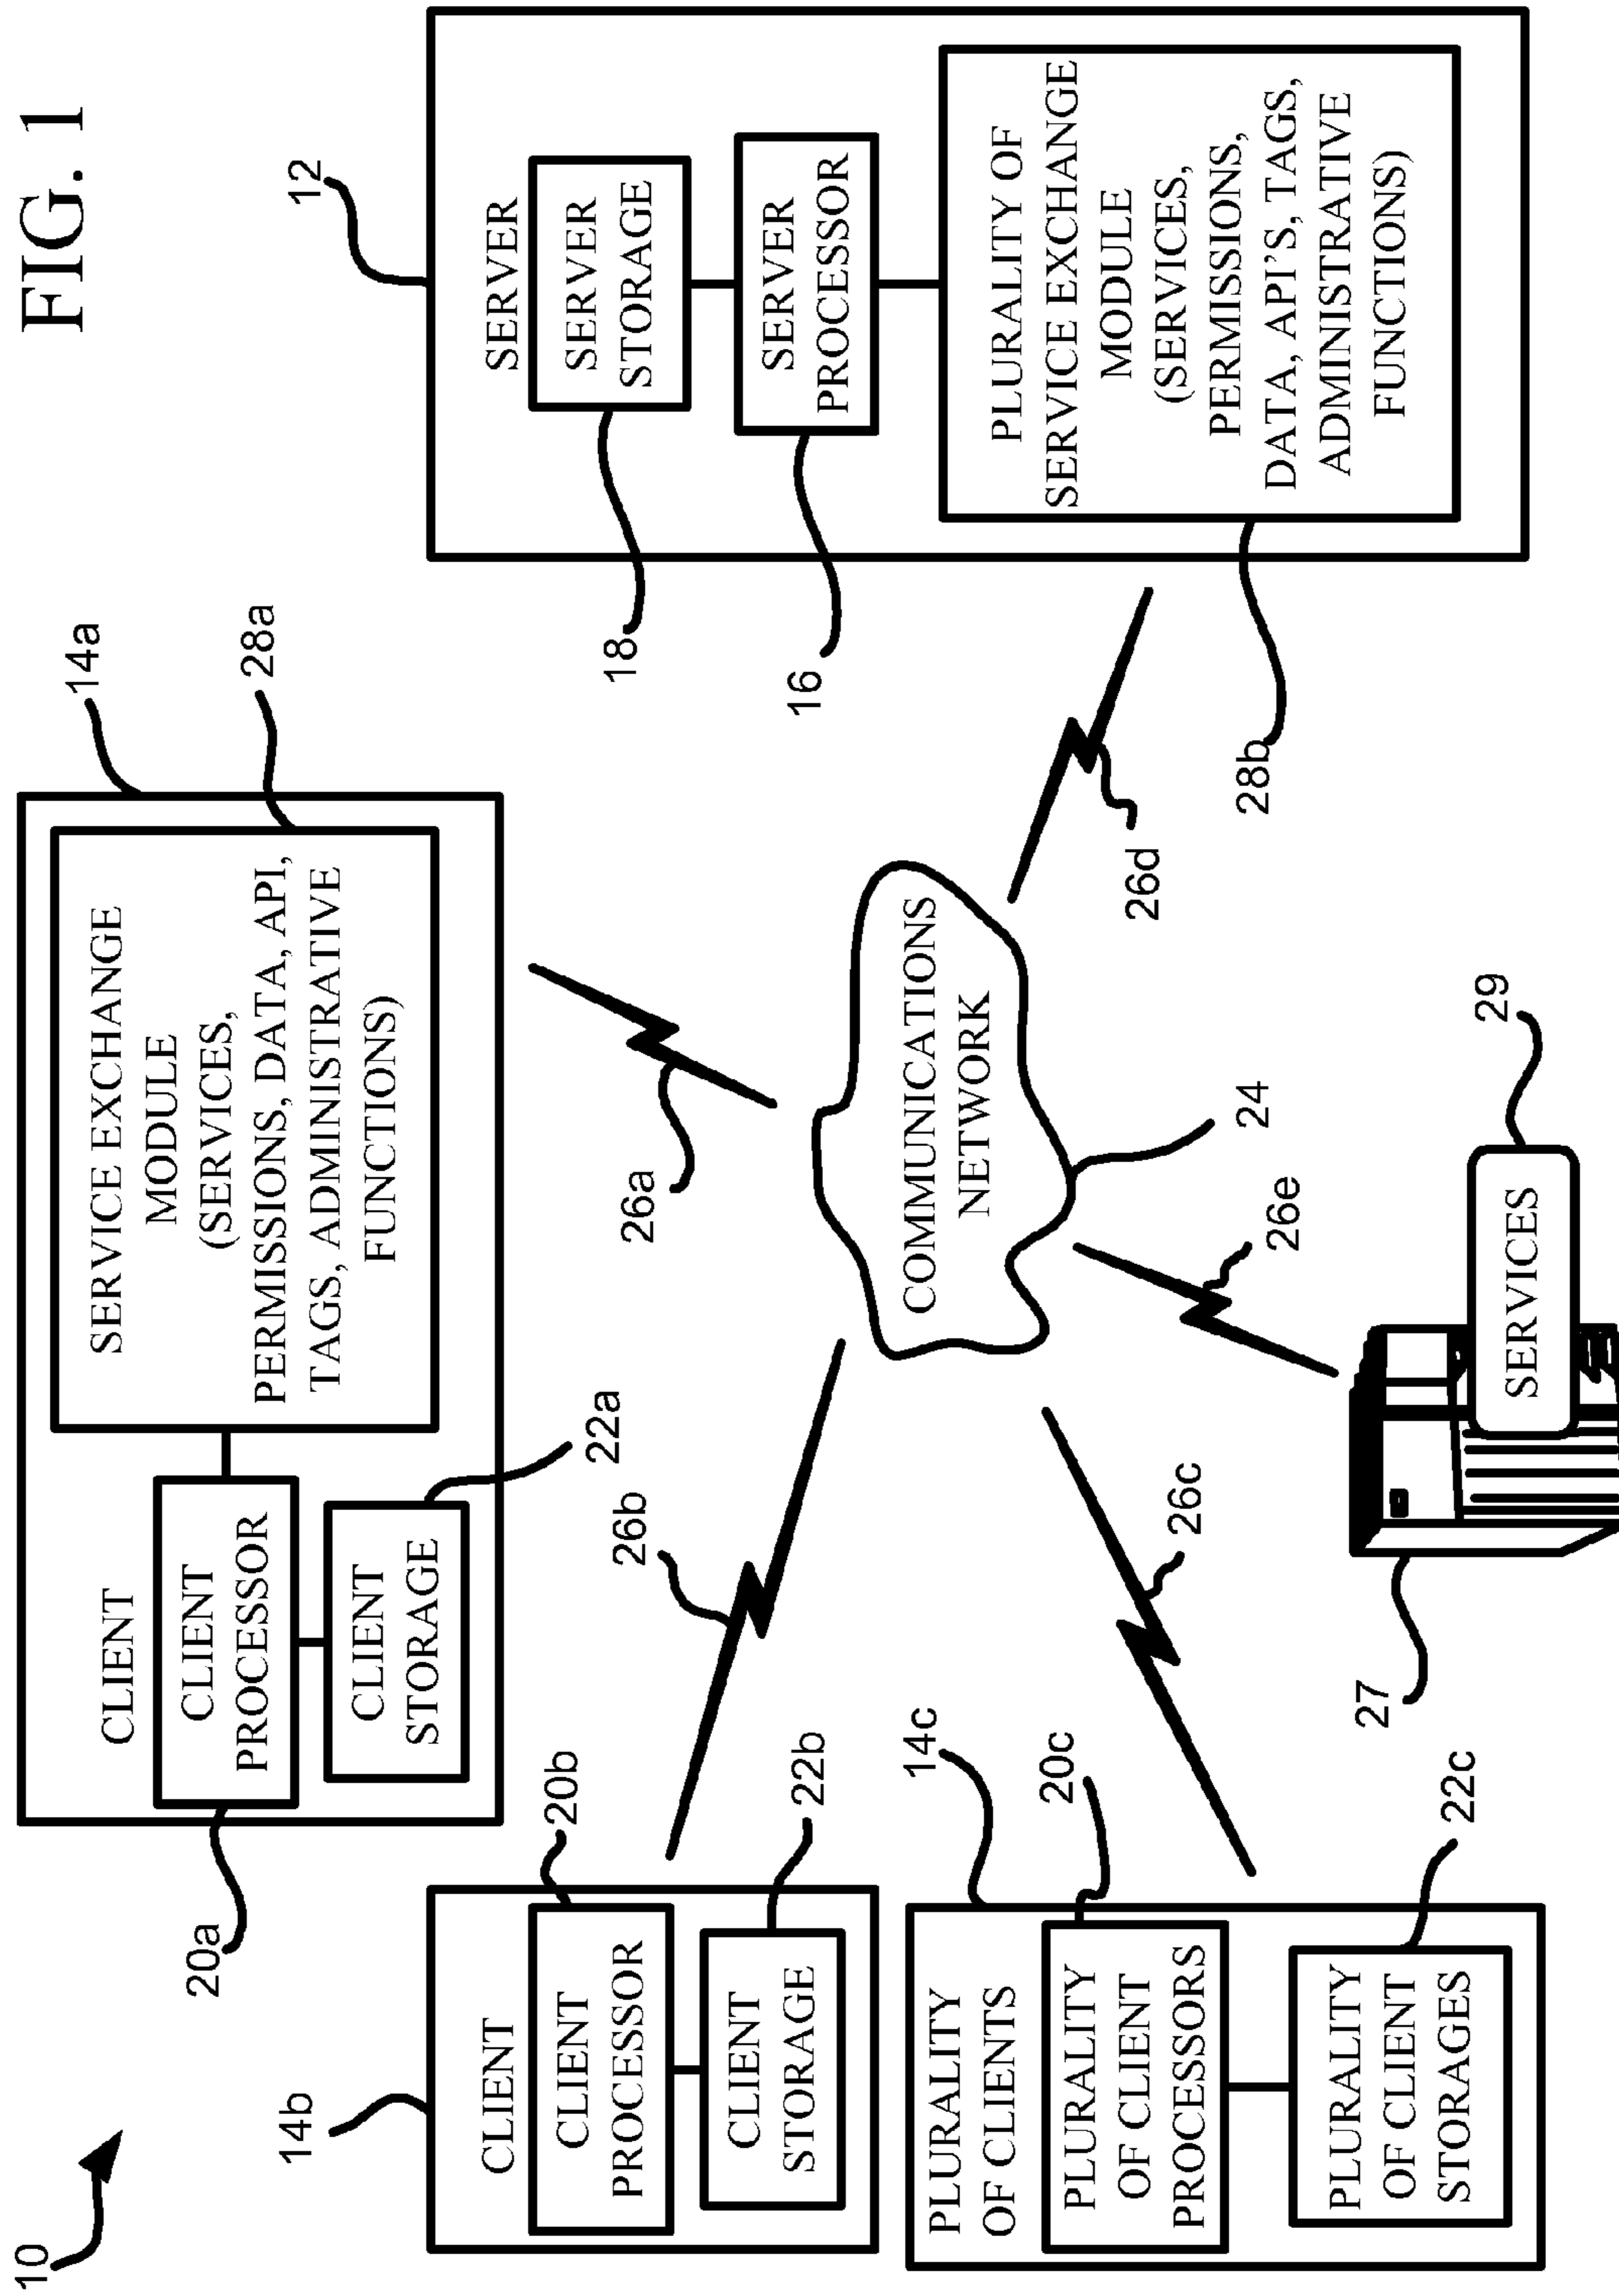 FIG. 1
10
14a
28a
CLIENT
SERVICE EXCHANGE
MODULE
(SERVICES,
PERMISSIONS, DATA, API,
TAGS, ADMINISTRATIVE
FUNCTIONS)
CLIENT
PROCESSOR
CLIENT
STORAGE
20a
22a
14b
CLIENT
CLIENT
PROCESSOR
CLIENT
STORAGE
20b
22b
26b
26a
12
SERVER
SERVER
STORAGE
SERVER
PROCESSOR
PLURALITY OF
SERVICE EXCHANGE
MODULE
(SERVICES,
PERMISSIONS,
DATA, API'S, TAGS,
ADMINISTRATIVE
FUNCTIONS)
18
16
28b
COMMUNICATIONS
NETWORK
24
26d
26e
26c
14c
PLURALITY
OF CLIENTS
PLURALITY
OF CLIENT
PROCESSORS
PLURALITY
OF CLIENT
STORAGES
20c
22c
27
SERVICES
29